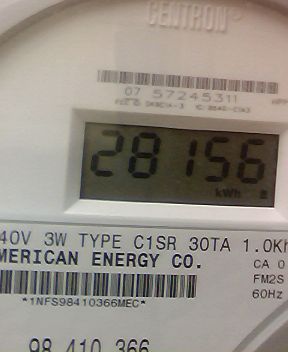 CENTRON®
07 57245311
28156
kWh
40V 3W TYPE C1SR 30TA 1.0Kh
MERICAN ENERGY CO.
CA 0
FM2S
60Hz
*1NFS98410366MEC*
98 410 366